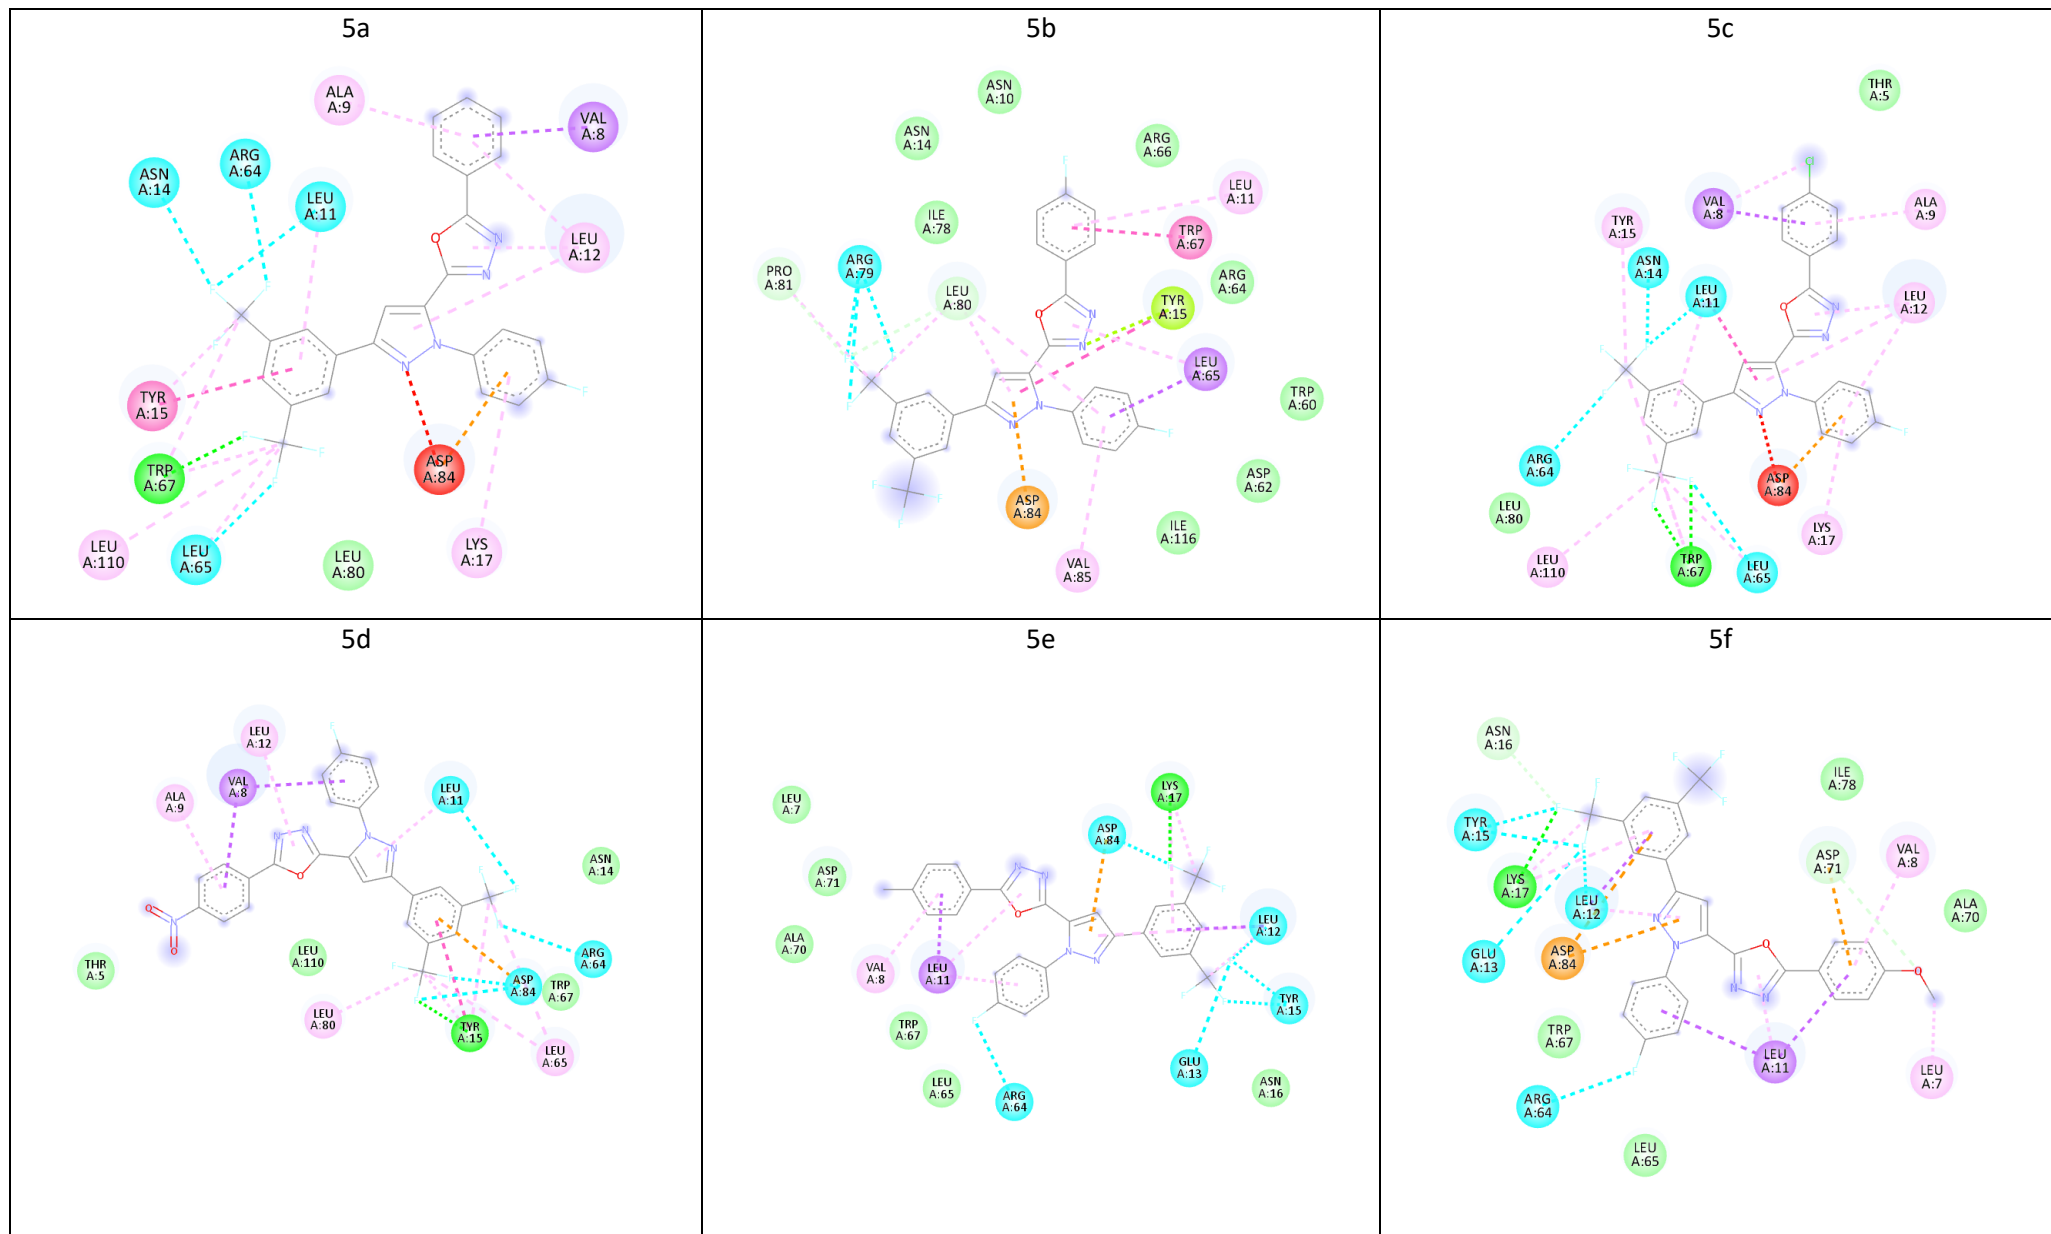 5a
ALA
A:9
VAL
A:8
ARG
A:64
ASN
A:14
LEU
A:11
LEU
A:12
O
N
N
N
N
F
F
F
F
F
F
F
TYR
A:15
TRP
A:67
ASP
A:84
LEU
A:110
LEU
A:65
LEU
A:80
LYS
A:17
5b
ASN
A:10
ASN
A:14
ARG
A:66
F
LEU
A:11
ILE
A:78
TRP
A:67
ARG
A:79
PRO
A:81
LEU
A:80
ARG
A:64
TYR
A:15
O
N
N
F
F
F
LEU
A:65
N
N
TRP
A:60
F
F
F
F
ASP
A:62
ASP
A:84
ILE
A:116
VAL
A:85
5c
THR
A:5
Cl
VAL
A:8
ALA
A:9
TYR
A:15
ASN
A:14
LEU
A:11
LEU
A:12
O
N
N
F
F
F
N
N
F
ARG
A:64
F
F
F
ASP
A:84
LEU
A:80
LYS
A:17
LEU
A:110
TRP
A:67
LEU
A:65
5d
LEU
A:12
F
VAL
A:8
ALA
A:9
LEU
A:11
N
N
N
N
O
ASN
A:14
F
F
F
O
N
O
LEU
A:110
THR
A:5
ARG
A:64
F
F
F
ASP
A:84
TRP
A:67
LEU
A:80
TYR
A:15
LEU
A:65
5e
LYS
A:17
LEU
A:7
ASP
A:84
F
F
F
ASP
A:71
N
N
O
LEU
A:12
ALA
A:70
N
N
VAL
A:8
LEU
A:11
F
F
F
TYR
A:15
F
TRP
A:67
GLU
A:13
LEU
A:65
ARG
A:64
ASN
A:16
5f
ASN
A:16
F
F
F
F
F
F
ILE
A:78
TYR
A:15
ASP
A:71
VAL
A:8
LYS
A:17
LEU
A:12
ALA
A:70
N
N
GLU
A:13
ASP
A:84
O
N
N
O
TRP
A:67
F
LEU
A:11
LEU
A:7
ARG
A:64
LEU
A:65